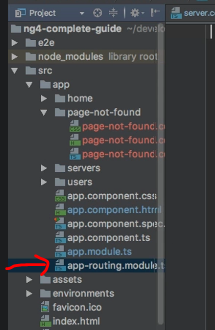 Project
server.c
ng4-complete-guide ~/devist
e2e
node_modules library root
src
app
home
page-not-found
page-not-found.c
page-not-found.c
page-not-found.c
servers
users
app.component.css
app.component.html
app.component.spec.
app.component.ts
app.module.ts
app-routing.module.ts
assets
environments
favicon.ico
index.html